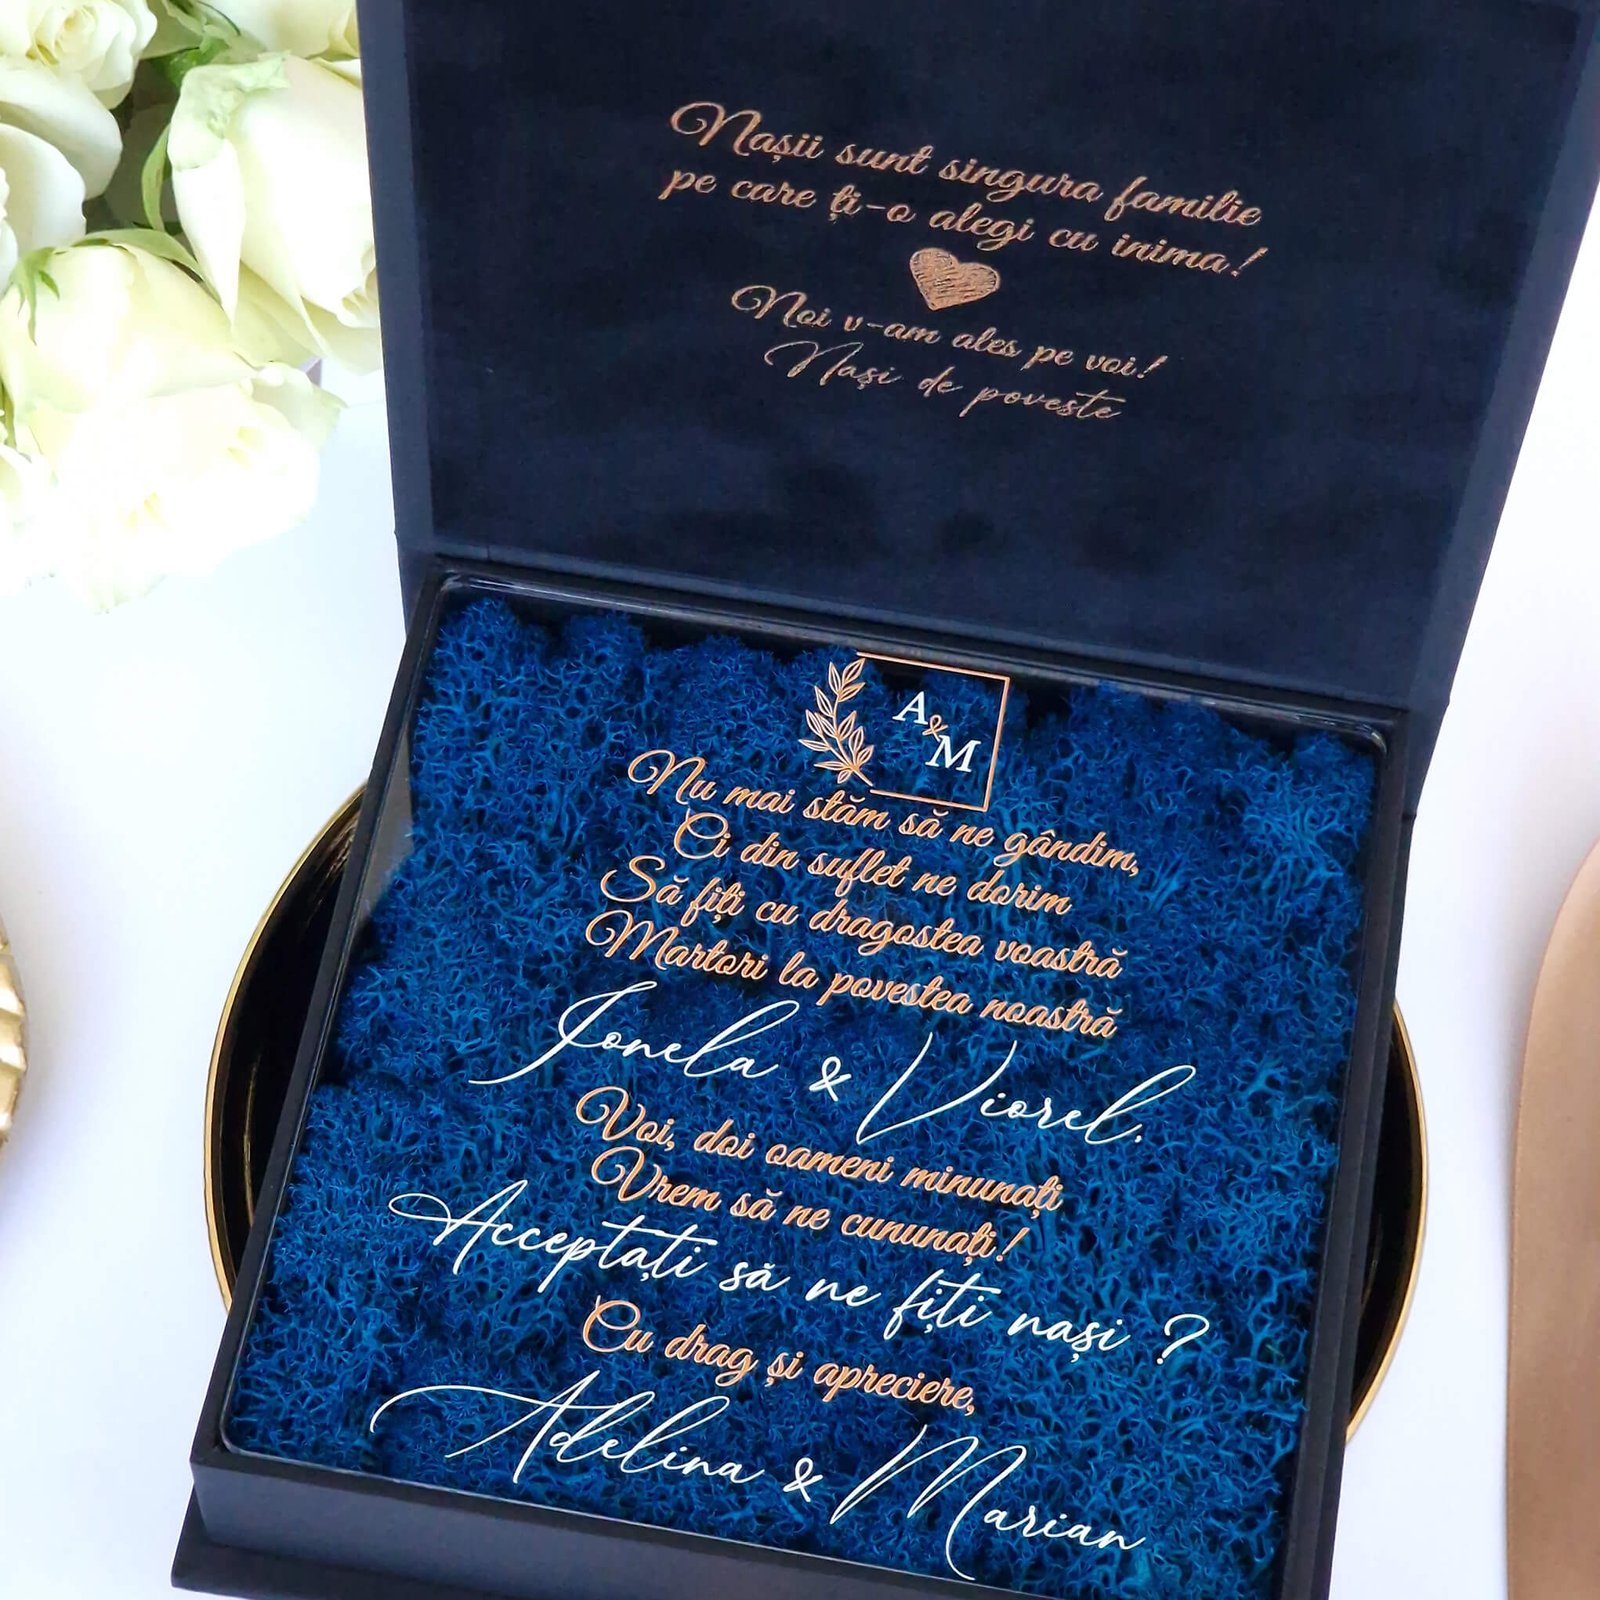 Nașii sunt singura familie
pe care ți-o alegi cu inima!
Noi v-am ales pe voi!
Nași de poveste
A
&
M
Nu mai stăm să ne gândim,
Ci din suflet ne dorim
Să fiți cu dragostea voastră
Martori la povestea noastră
Ionela & Viorel.
Voi, doi oameni minunați
Vrem să ne cununați!
Acceptați să ne fiți nași ?
Cu drag și apreciere,
Adelina & Marian